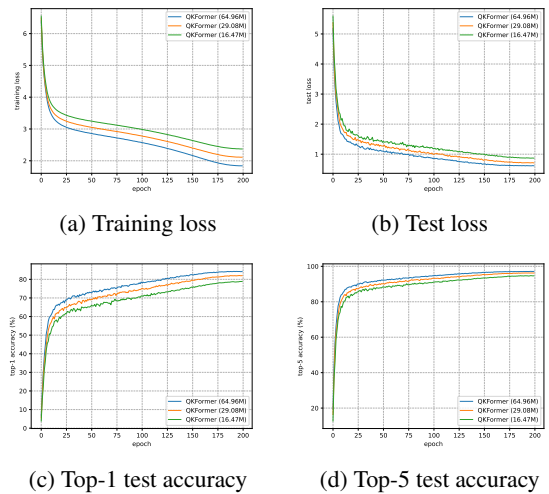 QKFormer (64.96M)
QKFormer (29.08M)
QKFormer (16.47M)
training loss
6
5
4
3
2
0 25 50 75 100 125 150 175 200
epoch
(a) Training loss
QKFormer (64.96M)
QKFormer (29.08M)
QKFormer (16.47M)
test loss
5
4
3
2
1
0 25 50 75 100 125 150 175 200
epoch
(b) Test loss
top-1 accuracy (%)
80
70
60
50
40
30
20
10
0
QKFormer (64.96M)
QKFormer (29.08M)
QKFormer (16.47M)
0 25 50 75 100 125 150 175 200
epoch
(c) Top-1 test accuracy
top-5 accuracy (%)
100
80
60
40
20
QKFormer (64.96M)
QKFormer (29.08M)
QKFormer (16.47M)
0 25 50 75 100 125 150 175 200
epoch
(d) Top-5 test accuracy